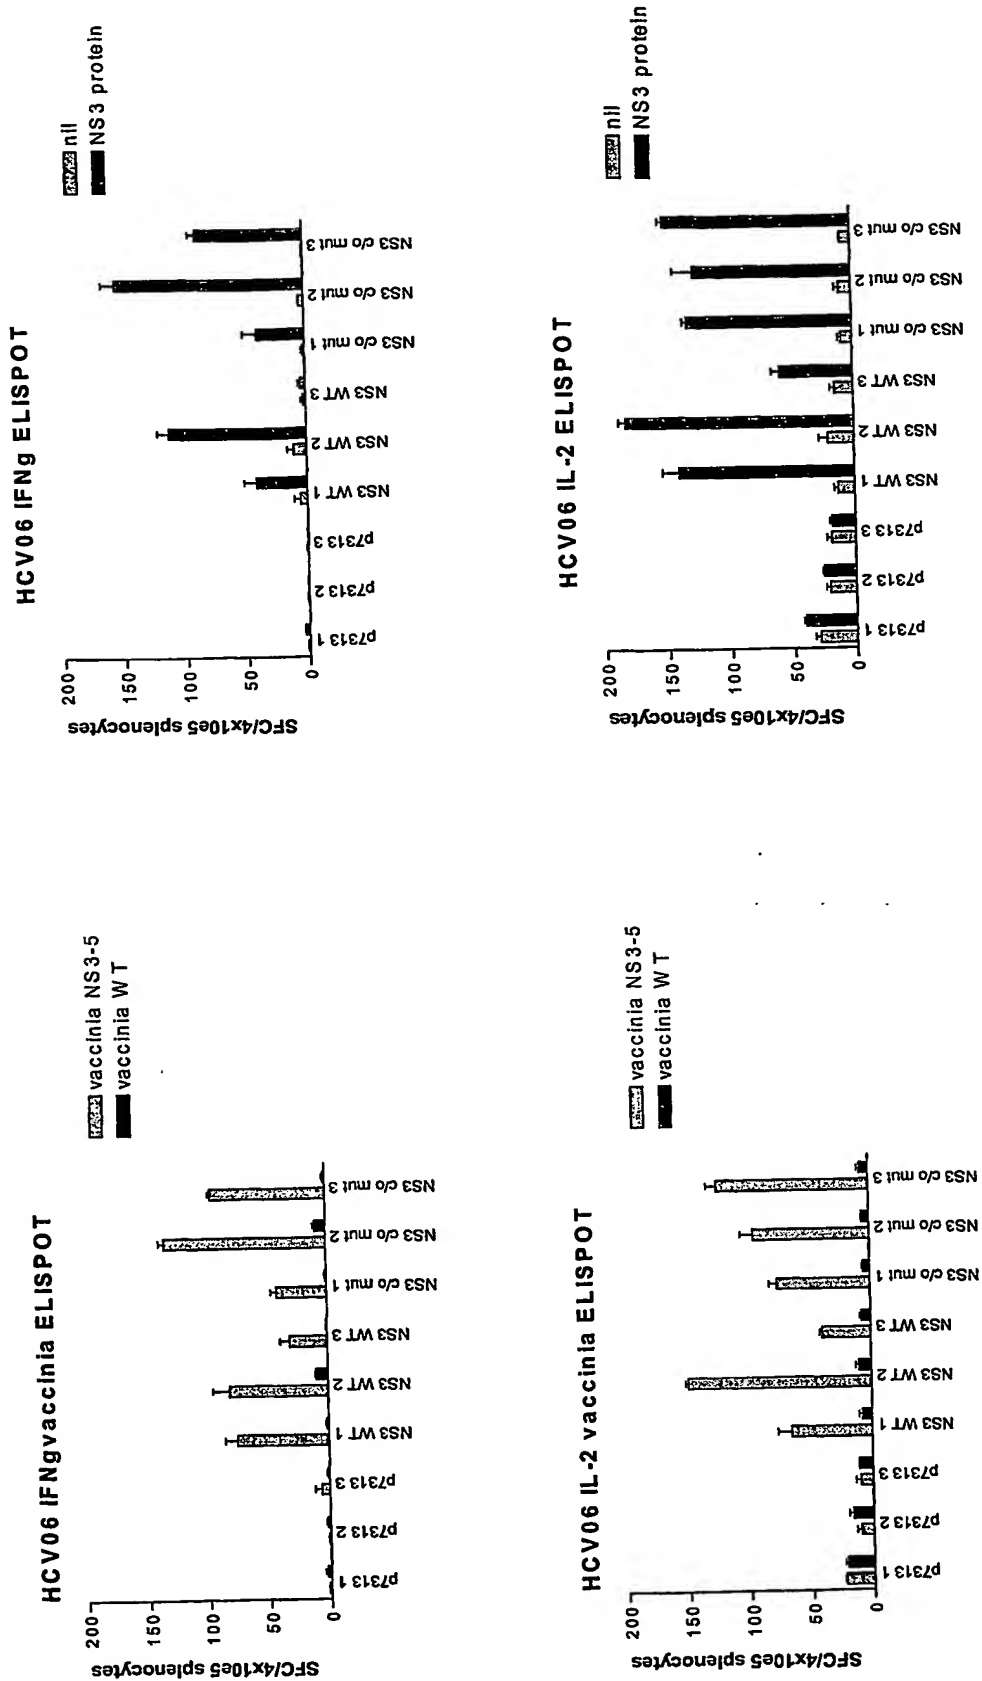 HCV06 IFNg ELISPOT
nil
NS3 protein
200
150
100
50
0
SFC/4x10e5 splenocytes
p7313 1
p7313 2
p7313 3
NS3 WT 1
NS3 WT 2
NS3 WT 3
NS3 c/o mut 1
NS3 c/o mut 2
NS3 c/o mut 3
HCV06 IL-2 ELISPOT
nil
NS3 protein
200
150
100
50
0
SFC/4x10e5 splenocytes
p7313 1
p7313 2
p7313 3
NS3 WT 1
NS3 WT 2
NS3 WT 3
NS3 c/o mut 1
NS3 c/o mut 2
NS3 c/o mut 3
HCV06 IFNgvaccinia ELISPOT
vaccinia NS3-5
vaccinia WT
200
150
100
50
0
SFC/4x10e5 splenocytes
p7313 1
p7313 2
p7313 3
NS3 WT 1
NS3 WT 2
NS3 WT 3
NS3 c/o mut 1
NS3 c/o mut 2
NS3 c/o mut 3
HCV06 IL-2 vaccinia ELISPOT
vaccinia NS3-5
vaccinia WT
200
150
100
50
0
SFC/4x10e5 splenocytes
p7313 1
p7313 2
p7313 3
NS3 WT 1
NS3 WT 2
NS3 WT 3
NS3 c/o mut 1
NS3 c/o mut 2
NS3 c/o mut 3